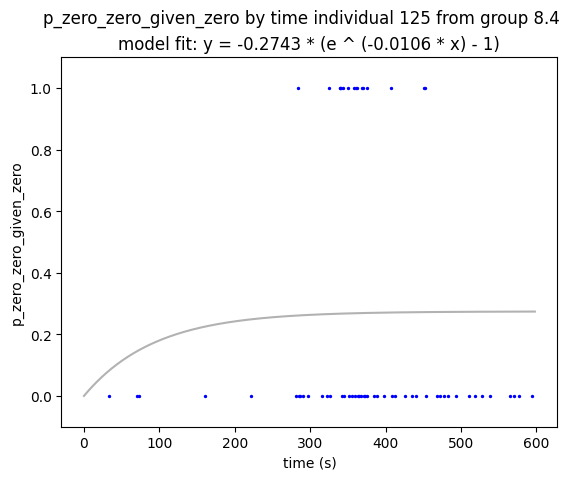 p_zero_zero_given_zero by time individual 125 from group 8.4
model fit: y = -0.2743 * (e ^ (-0.0106 * x) - 1)
1.0
0.8
0.6
0.4
0.2
0.0
p_zero_zero_given_zero
0 100 200 300 400 500 600
time (s)